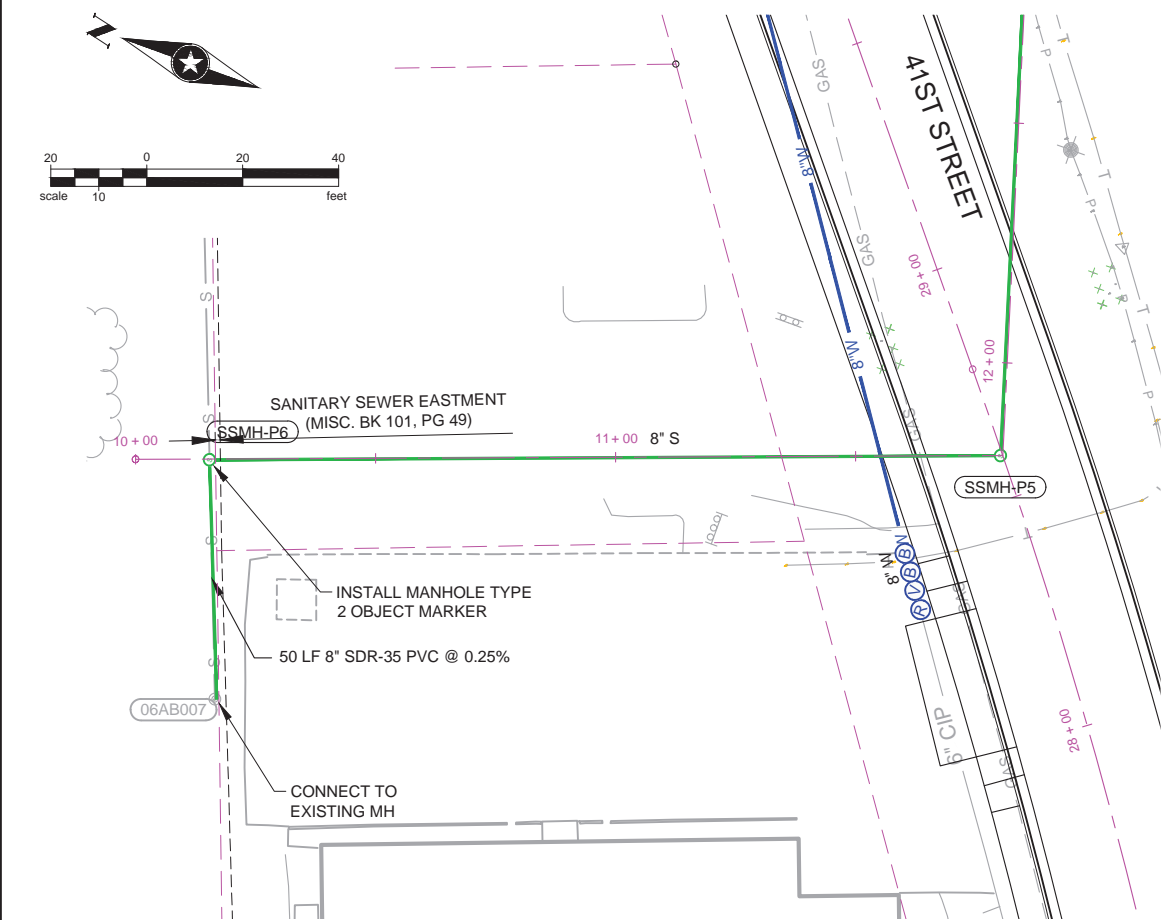 N
20 0 20 40
scale 10 feet
41ST STREET
GAS
8"W
GAS
29 + 00
8"W
12 + 00
GAS
S
S
SANITARY SEWER EASTMENT
(MISC. BK 101, PG 49)
SSMH-P6
10 + 00
11 + 00 8" S
SSMH-P5
S
INSTALL MANHOLE TYPE
2 OBJECT MARKER
50 LF 8" SDR-35 PVC @ 0.25%
S
06AB007
CONNECT TO
EXISTING MH
8" W
W
B
B
V
R
GAS
6" CIP
28 + 00
GAS
T
P
T
P
T
P
T
P
T